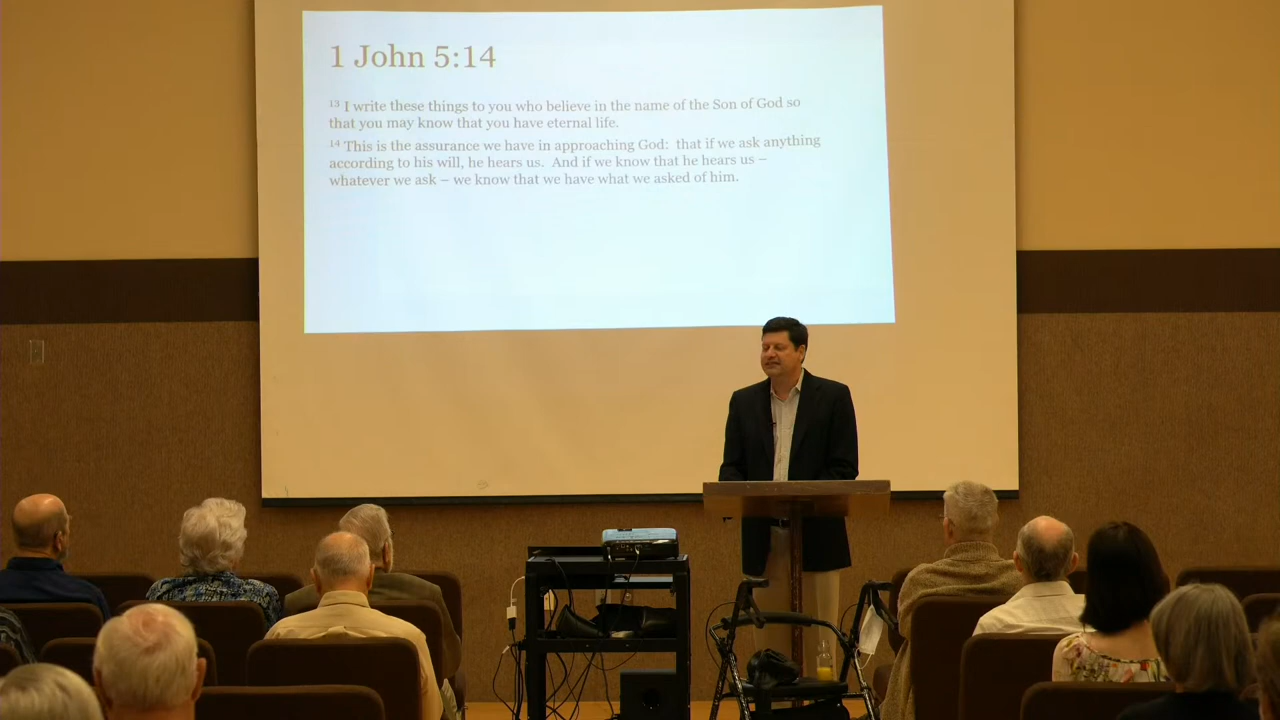 1 John 5:14
13 I write these things to you who believe in the name of the Son of God so
that you may know that you have eternal life.
14 This is the assurance we have in approaching God:  that if we ask anything
according to his will, he hears us.  And if we know that he hears us –
whatever we ask – we know that we have what we asked of him.